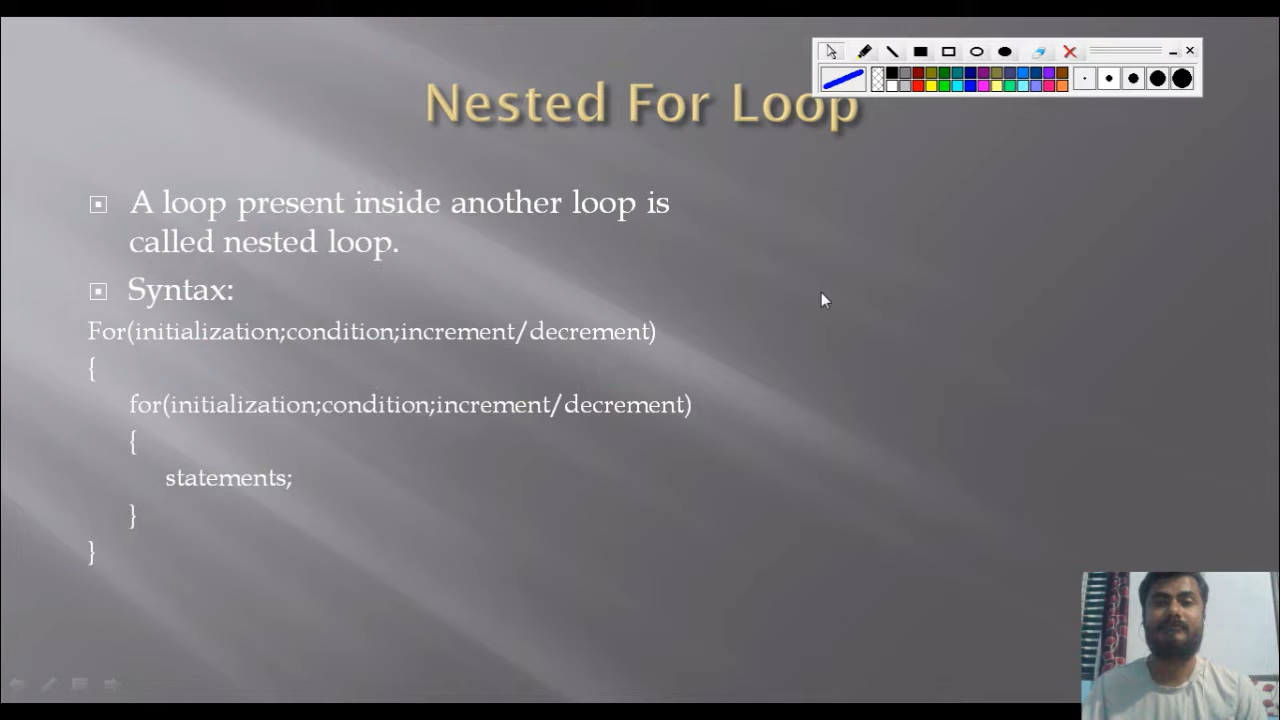 Nested For Loop
A loop present inside another loop is
called nested loop.
Syntax:
For(initialization;condition;increment/decrement)
{
for(initialization;condition;increment/decrement)
{
statements;
}
}